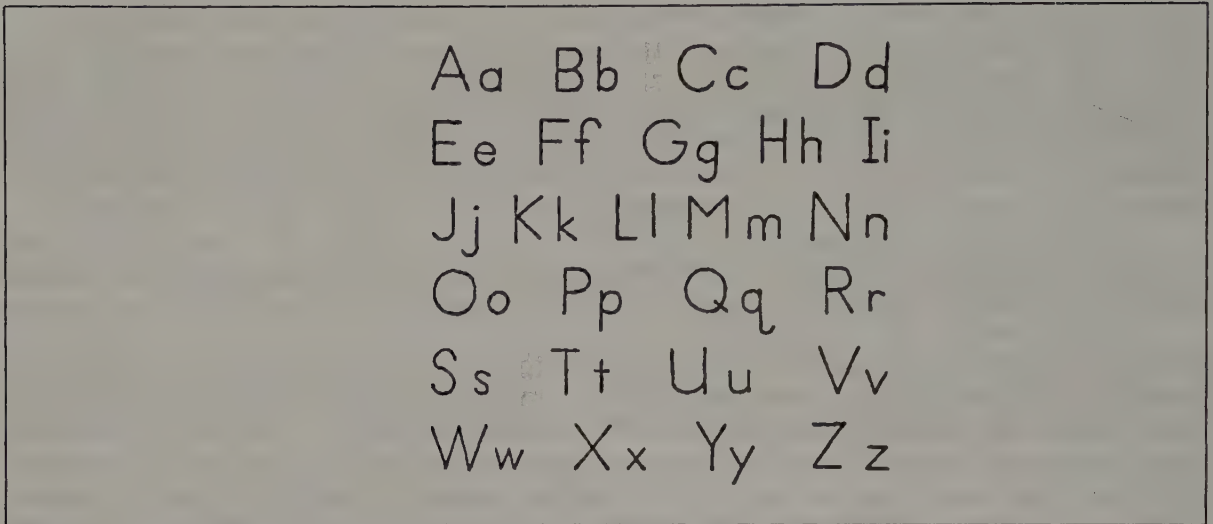 Aa Bb Cc Dd
Ee Ff Gg Hh Ii
Jj Kk Ll Mm Nn
Oo Pp Qq Rr
Ss Tt Uu Vv
Ww Xx Yy Zz